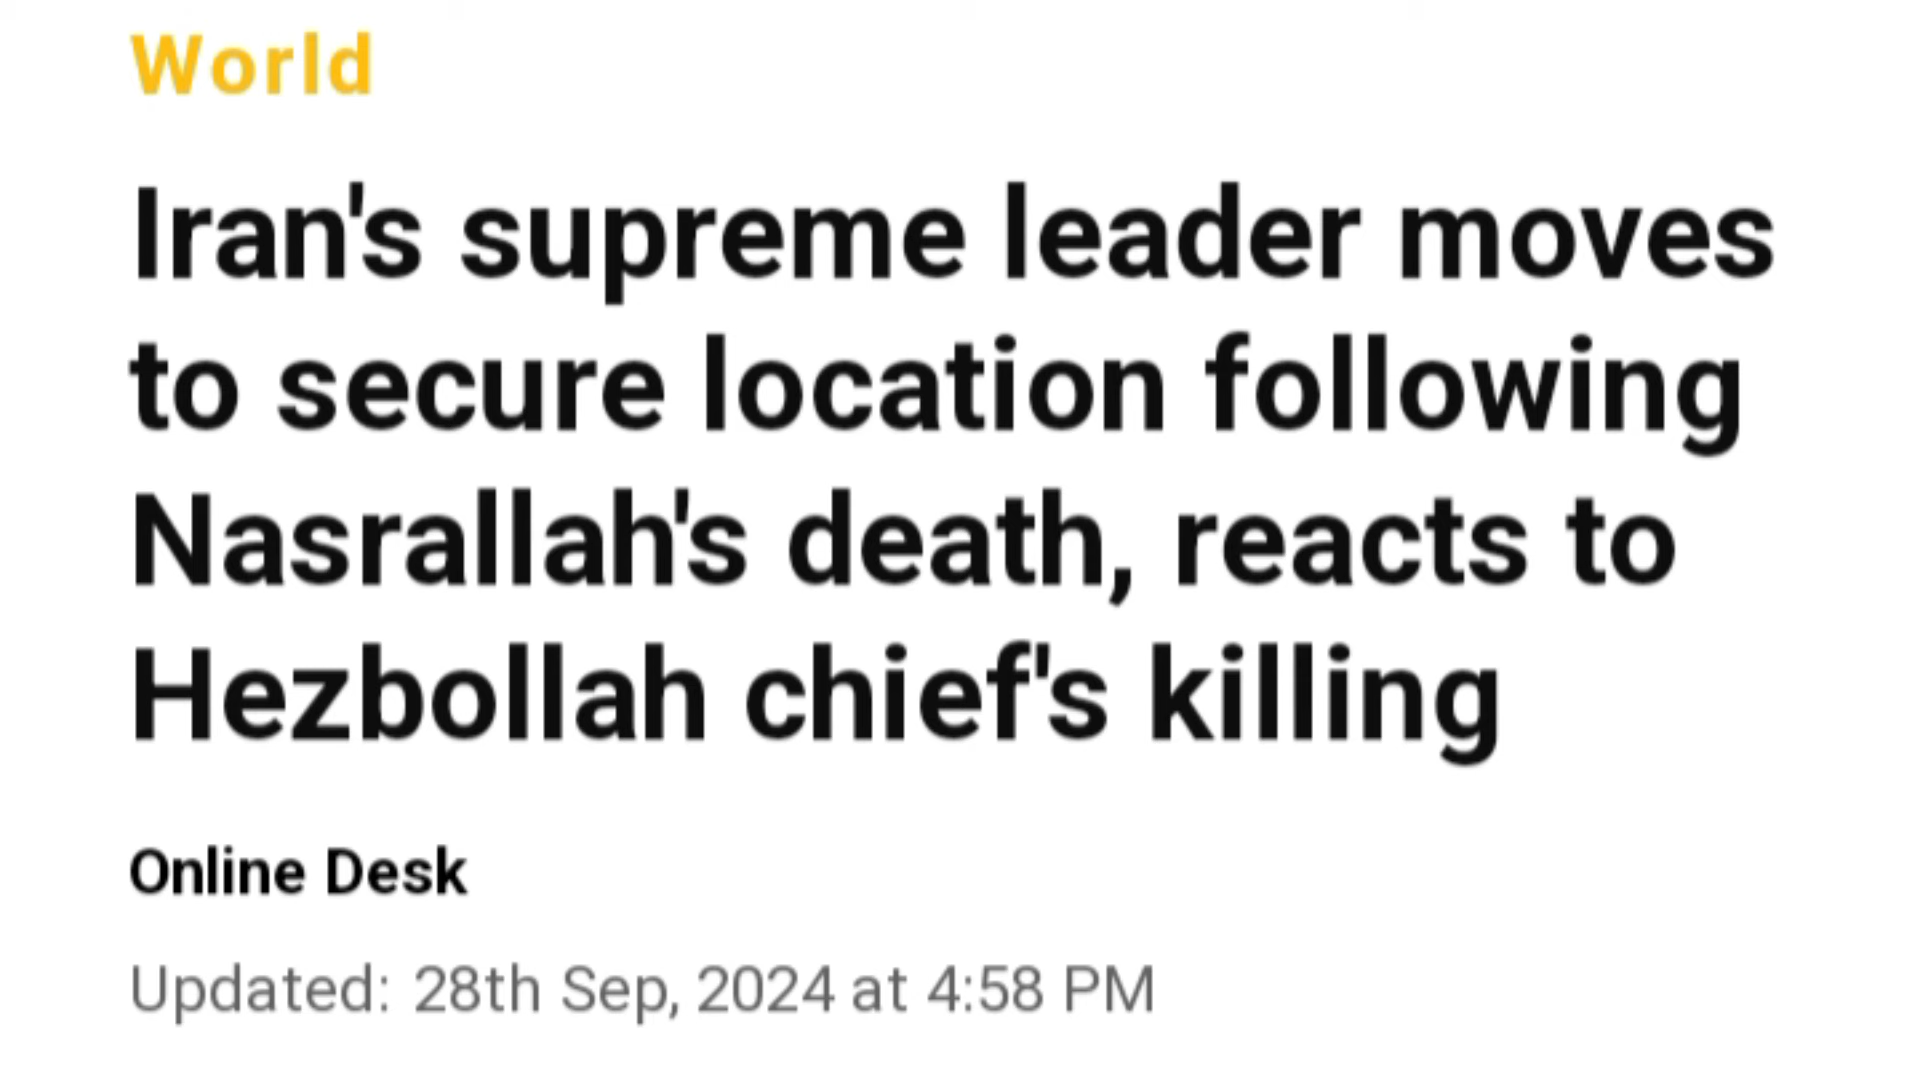 World
Iran's supreme leader moves
to secure location following
Nasrallah's death, reacts to
Hezbollah chief's killing
Online Desk
Updated: 28th Sep, 2024 at 4:58 PM